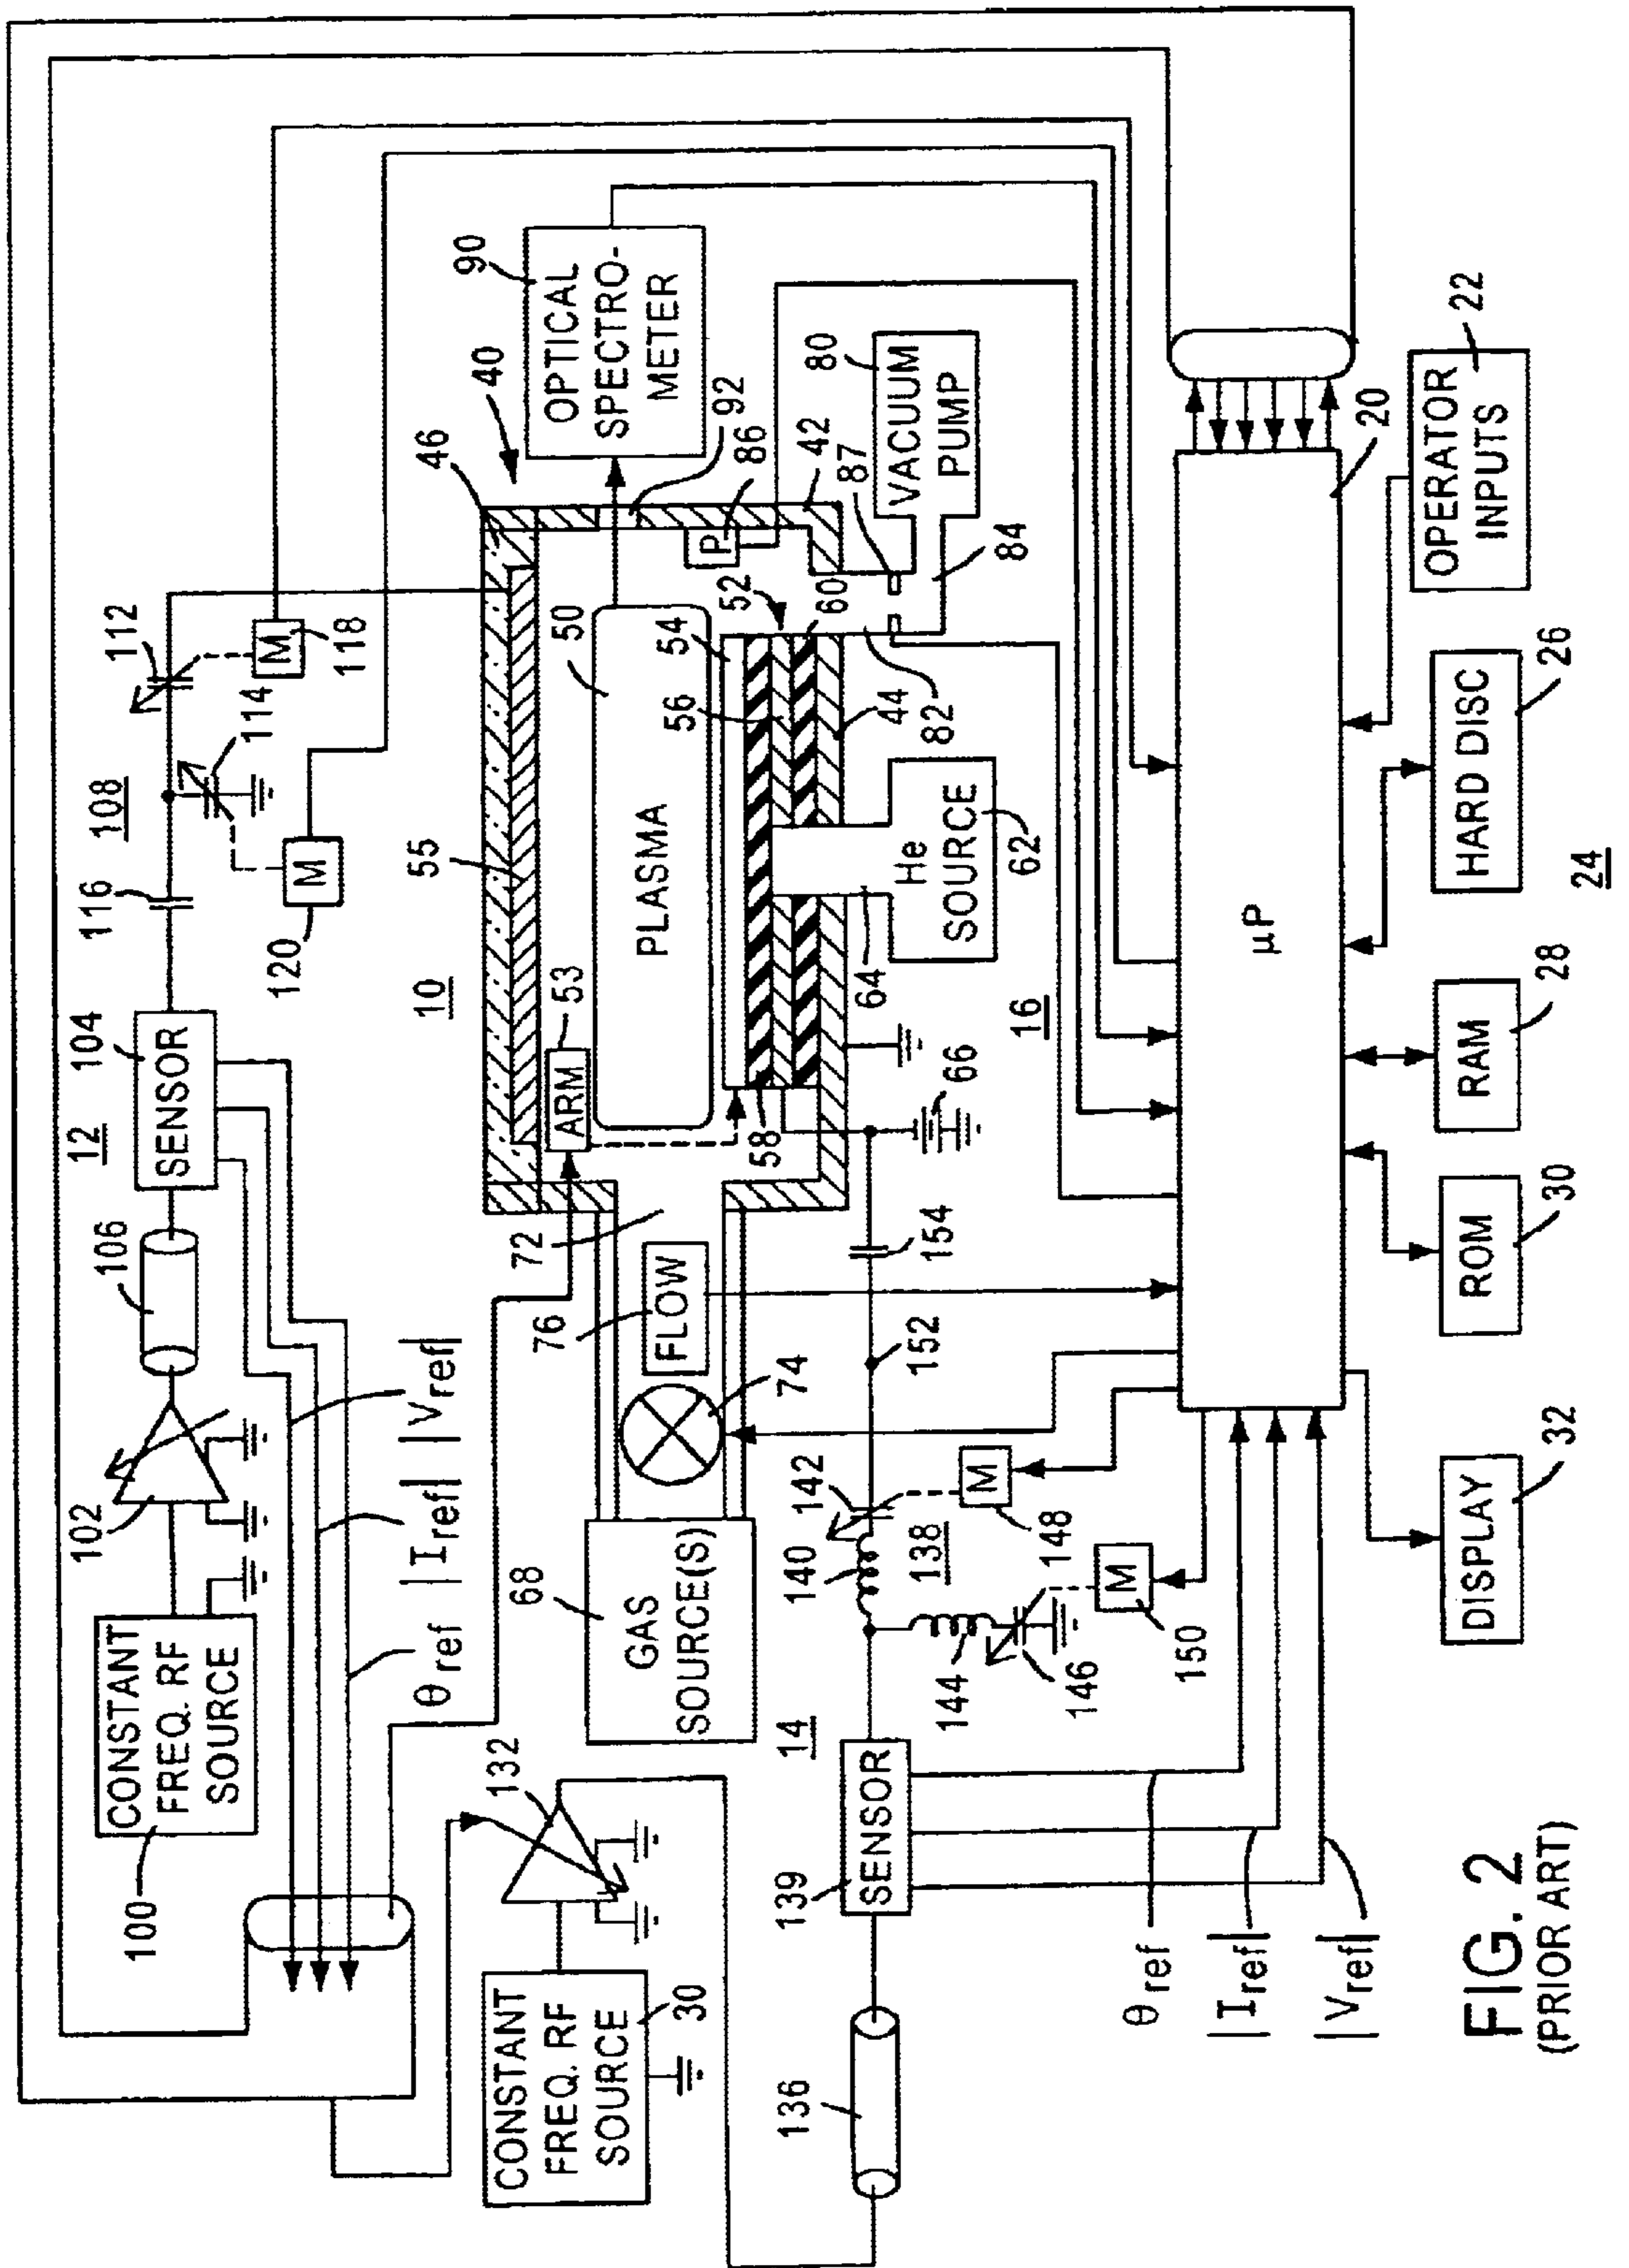 100
CONSTANT
FREQ. RF
SOURCE
102
106
12
104
SENSOR
116
108
112
114
M
118
M
120
θref
|Iref|
|Vref|
132
CONSTANT
FREQ. RF
SOURCE
30
68
GAS
SOURCE(S)
74
76
FLOW
72
10
55
46
40
ARM
53
PLASMA
50
90
OPTICAL
SPECTRO-
METER
92
P
86
42
87
80
VACUUM
PUMP
84
82
52
54
56
60
44
58
64
He
SOURCE
62
66
16
136
139
SENSOR
14
144
146
140
142
138
M
148
M
150
152
154
θref
|Iref|
|Vref|
μP
20
OPERATOR
INPUTS
22
HARD DISC
26
24
RAM
28
ROM
30
DISPLAY
32
FIG. 2
(PRIOR ART)